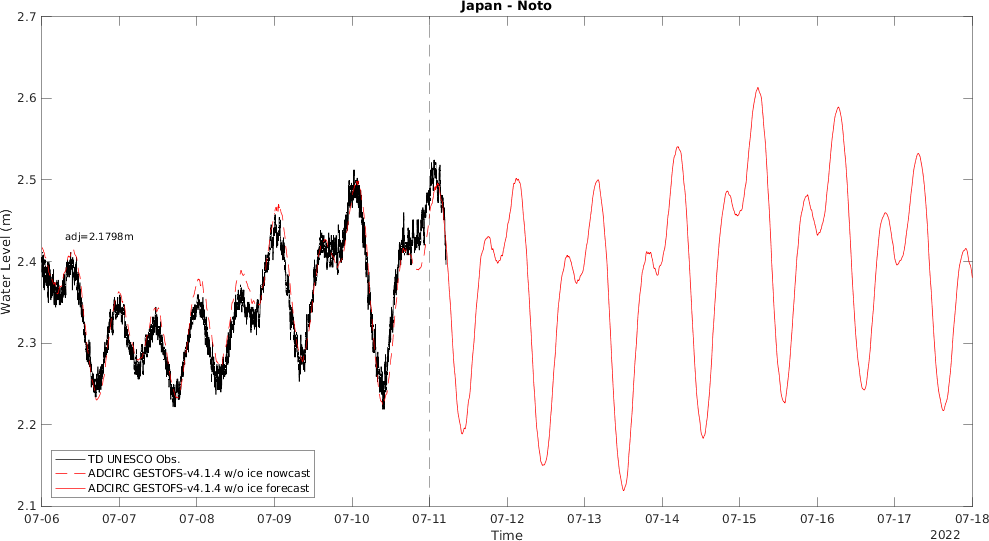 Japan - Noto
2.7
2.6
2.5
2.4
2.3
2.2
2.1
Water Level (m)
adj=2.1798m
TD UNESCO Obs.
ADCIRC GESTOFS-v4.1.4 w/o ice nowcast
ADCIRC GESTOFS-v4.1.4 w/o ice forecast
07-06 07-07 07-08 07-09 07-10 07-11 07-12 07-13 07-14 07-15 07-16 07-17 07-18
Time
2022